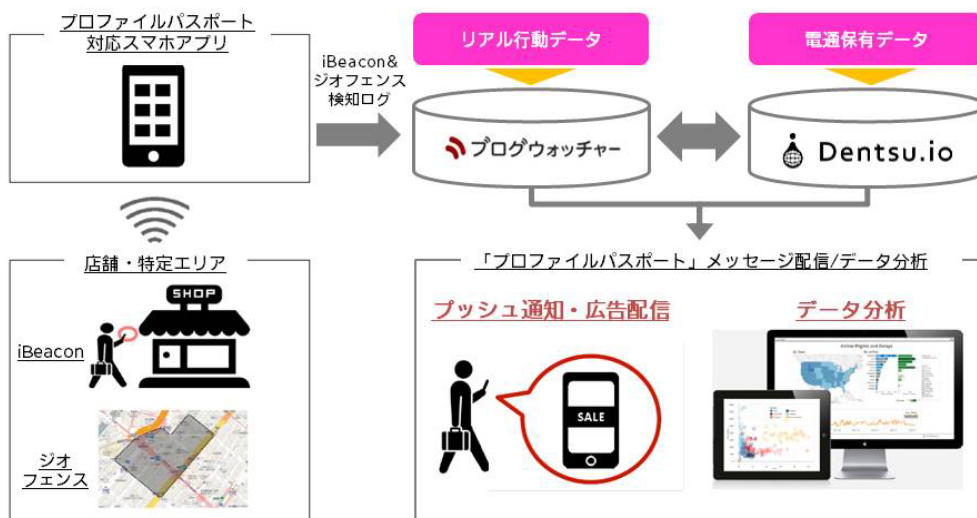 プロファイルパスポート
対応スマホアプリ
iBeacon&
ジオフェンス
検知ログ
リアル行動データ
電通保有データ
ブログウォッチャー
Dentsu.io
店舗・特定エリア
SHOP
iBeacon
ジオ
フェンス
「プロファイルパスポート」メッセージ配信/データ分析
プッシュ通知・広告配信
データ分析
SALE